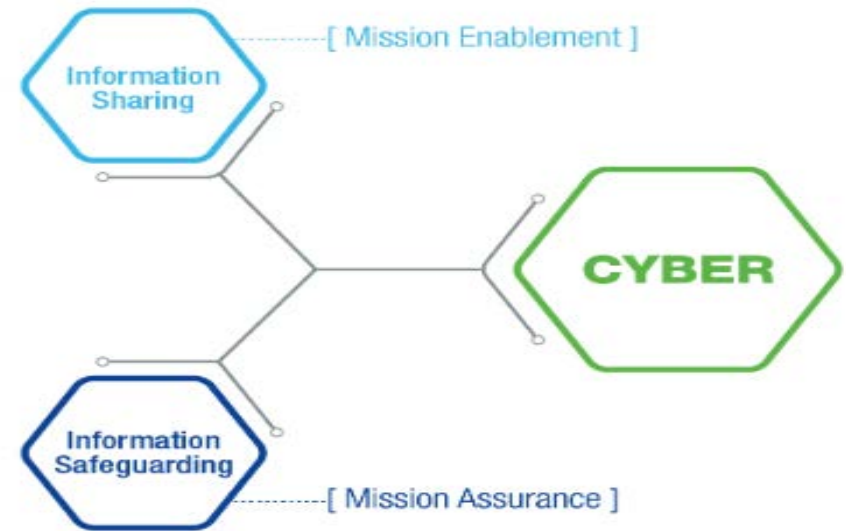 [ Mission Enablement ]
Information
Sharing
CYBER
Information
Safeguarding
[ Mission Assurance ]